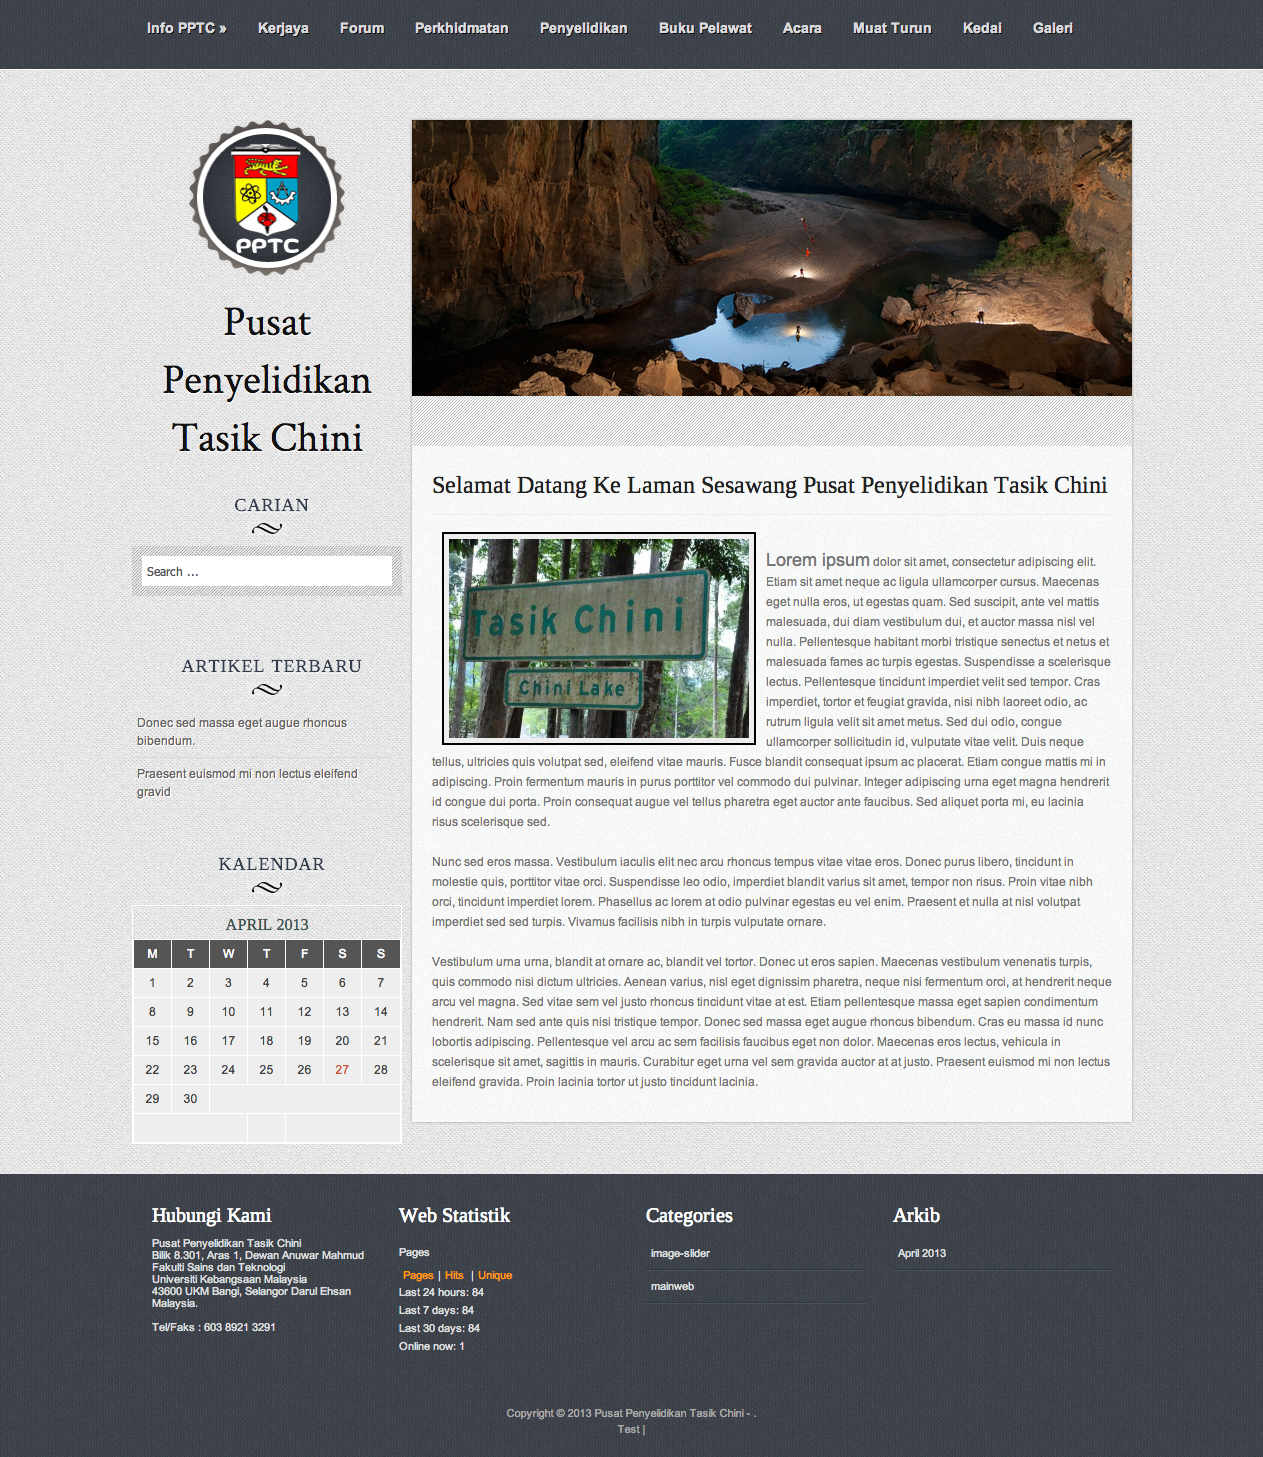 Info PPTC » Kerjaya Forum Perkhidmatan Penyelidikan Buku Pelawat Acara Muat Turun Kedai Galeri
PPTC
Pusat
Penyelidikan
Tasik Chini
CARIAN
Search ...
ARTIKEL TERBARU
Donec sed massa eget augue rhoncus
bibendum.
Praesent euismod mi non lectus eleifend
gravid
KALENDAR
APRIL 2013
M T W T F S S
1 2 3 4 5 6 7
8 9 10 11 12 13 14
15 16 17 18 19 20 21
22 23 24 25 26 27 28
29 30
Selamat Datang Ke Laman Sesawang Pusat Penyelidikan Tasik Chini
Tasik Chini
Chini Lake
Lorem ipsum dolor sit amet, consectetur adipiscing elit.
Etiam sit amet neque ac ligula ullamcorper cursus. Maecenas
eget nulla eros, ut egestas quam. Sed suscipit, ante vel mattis
malesuada, dui diam vestibulum dui, et auctor massa nisl vel
nulla. Pellentesque habitant morbi tristique senectus et netus et
malesuada fames ac turpis egestas. Suspendisse a scelerisque
lectus. Pellentesque tincidunt imperdiet velit sed tempor. Cras
imperdiet, tortor et feugiat gravida, nisi nibh laoreet odio, ac
rutrum ligula velit sit amet metus. Sed dui odio, congue
ullamcorper sollicitudin id, vulputate vitae velit. Duis neque
tellus, ultricies quis volutpat sed, eleifend vitae mauris. Fusce blandit consequat ipsum ac placerat. Etiam congue mattis mi in
adipiscing. Proin fermentum mauris in purus porttitor vel commodo dui pulvinar. Integer adipiscing urna eget magna hendrerit
id congue dui porta. Proin consequat augue vel tellus pharetra eget auctor ante faucibus. Sed aliquet porta mi, eu lacinia
risus scelerisque sed.
Nunc sed eros massa. Vestibulum iaculis elit nec arcu rhoncus tempus vitae vitae eros. Donec purus libero, tincidunt in
molestie quis, porttitor vitae orci. Suspendisse leo odio, imperdiet blandit varius sit amet, tempor non risus. Proin vitae nibh
orci, tincidunt imperdiet lorem. Phasellus ac lorem at odio pulvinar egestas eu vel enim. Praesent et nulla at nisl volutpat
imperdiet sed sed turpis. Vivamus facilisis nibh in turpis vulputate ornare.
Vestibulum urna urna, blandit at ornare ac, blandit vel tortor. Donec ut eros sapien. Maecenas vestibulum venenatis turpis,
quis commodo nisi dictum ultricies. Aenean varius, nisl eget dignissim pharetra, neque nisi fermentum orci, at hendrerit neque
arcu vel magna. Sed vitae sem vel justo rhoncus tincidunt vitae at est. Etiam pellentesque massa eget sapien condimentum
hendrerit. Nam sed ante quis nisi tristique tempor. Donec sed massa eget augue rhoncus bibendum. Cras eu massa id nunc
lobortis adipiscing. Pellentesque vel arcu ac sem facilisis faucibus eget non dolor. Maecenas eros lectus, vehicula in
scelerisque sit amet, sagittis in mauris. Curabitur eget urna vel sem gravida auctor at at justo. Praesent euismod mi non lectus
eleifend gravida. Proin lacinia tortor ut justo tincidunt lacinia.
Hubungi Kami
Pusat Penyelidikan Tasik Chini
Bilik 8.301, Aras 1, Dewan Anuwar Mahmud
Fakulti Sains dan Teknologi
Universiti Kebangsaan Malaysia
43600 UKM Bangi, Selangor Darul Ehsan
Malaysia.
Tel/Faks : 603 8921 3291
Web Statistik
Pages
Pages | Hits | Unique
Last 24 hours: 84
Last 7 days: 84
Last 30 days: 84
Online now: 1
Categories
image-slider
mainweb
Arkib
April 2013
Copyright © 2013 Pusat Penyelidikan Tasik Chini - .
Test |